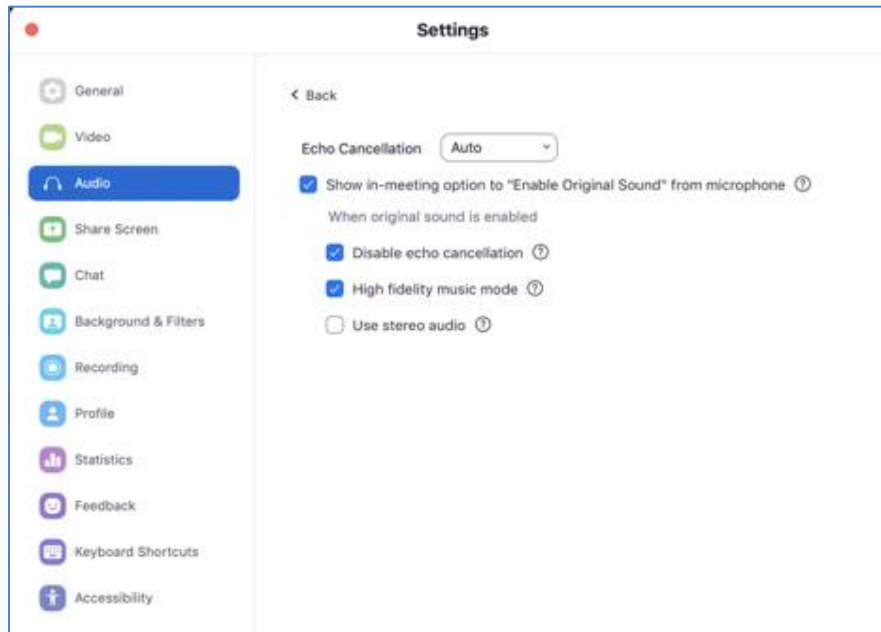 Settings
General
Video
Audio
Share Screen
Chat
Background & Filters
Recording
Profile
Statistics
Feedback
Keyboard Shortcuts
Accessibility
Back
Echo Cancellation Auto
Show in-meeting option to "Enable Original Sound" from microphone
When original sound is enabled
Disable echo cancellation
High fidelity music mode
Use stereo audio